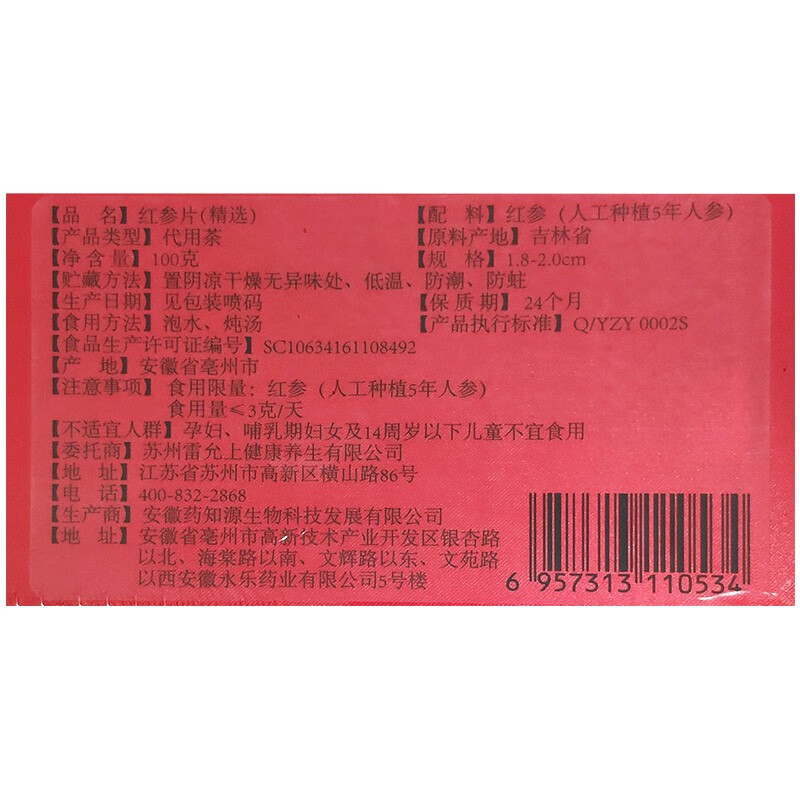 【品 名】红参片(精选) 【配 料】红参（人工种植5年人参）
【产品类型】代用茶 【原料产地】吉林省
【净含量】100克 【规 格】1.8-2.0cm
【贮藏方法】置阴凉干燥无异味处、低温、防潮、防蛀
【生产日期】见包装喷码 【保质期】24个月
【食用方法】泡水、炖汤 【产品执行标准】Q/YZY 0002S
【食品生产许可证编号】SC10634161108492
【产 地】安徽省亳州市
【注意事项】食用限量：红参（人工种植5年人参）
食用量≤3克/天
【不适宜人群】孕妇、哺乳期妇女及14周岁以下儿童不宜食用
【委托商】苏州雷允上健康养生有限公司
【地 址】江苏省苏州市高新区横山路86号
【电 话】400-832-2868
【生产商】安徽药知源生物科技发展有限公司
【地 址】安徽省亳州市高新技术产业开发区银杏路
以北、海棠路以南、文辉路以东、文苑路
以西安徽永乐药业有限公司5号楼
6 957313 110534